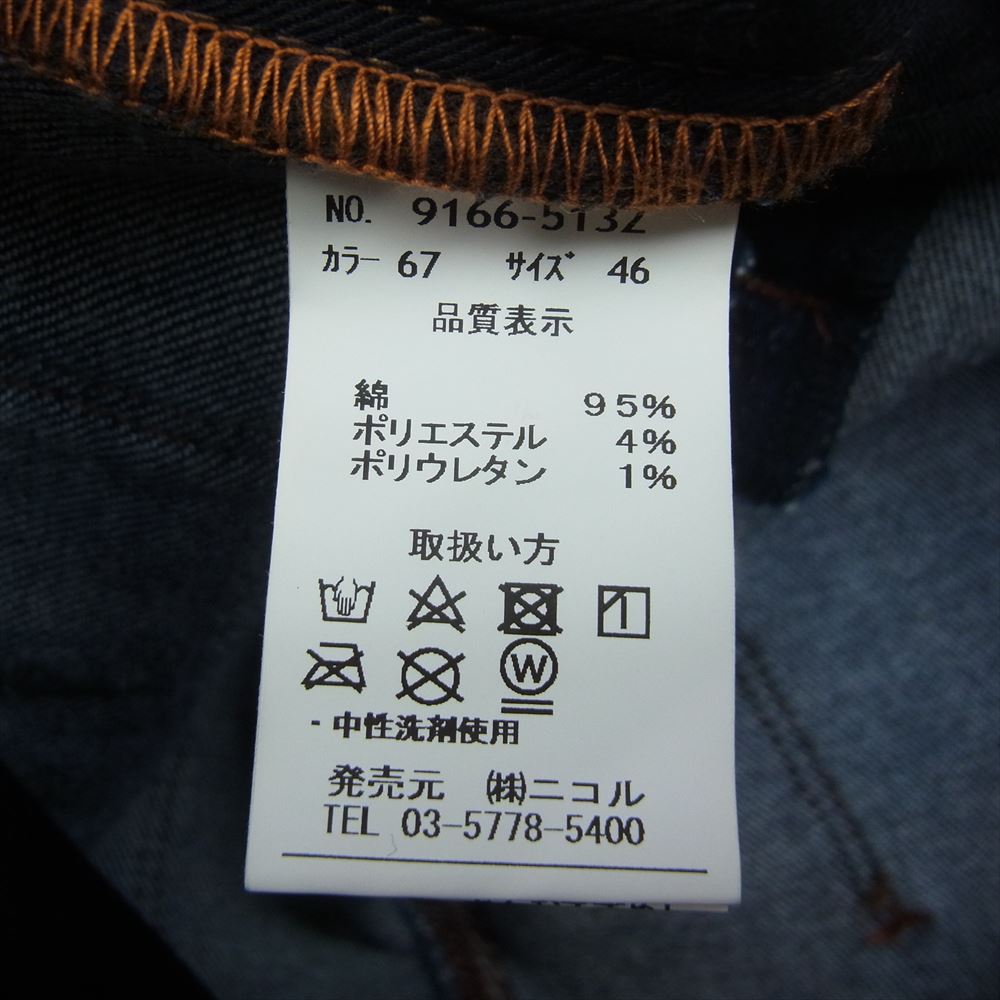 NO. 9166-5132
カラー 67 サイズ 46
品質表示
綿 95%
ポリエステル 4%
ポリウレタン 1%
取扱い方
W
- 中性洗剤使用
発売元 ㈱ニコル
TEL 03-5778-5400